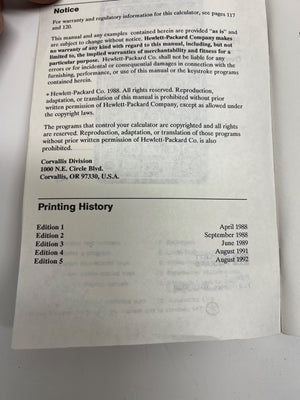 Notice
For warranty and regulatory information for this calculator, see pages 117
and 120.
This manual and any examples contained herein are provided "as is" and
are subject to change without notice. Hewlett-Packard Company makes
no warranty of any kind with regard to this manual, including, but not
limited to, the implied warranties of merchantability and fitness for a
particular purpose. Hewlett-Packard Co. shall not be liable for any
errors or for incidental or consequential damages in connection with the
furnishing, performance, or use of this manual or the keystroke programs
contained herein.
Hewlett-Packard Co. 1988. All rights reserved. Reproduction,
adaptation, or translation of this manual is prohibited without prior
written permission of Hewlett-Packard Company, except as allowed under
the copyright laws.
The programs that control your calculator are copyrighted and all rights
are reserved. Reproduction, adaptation, or translation of those programs
without prior written permission of Hewlett-Packard Co. is also
prohibited.
Corvallis Division
1000 N.E. Circle Blvd.
Corvallis, OR 97330, U.S.A.
Printing History
Edition 1 April 1988
Edition 2 September 1988
Edition 3 June 1989
Edition 4 August 1991
Edition 5 August 1992